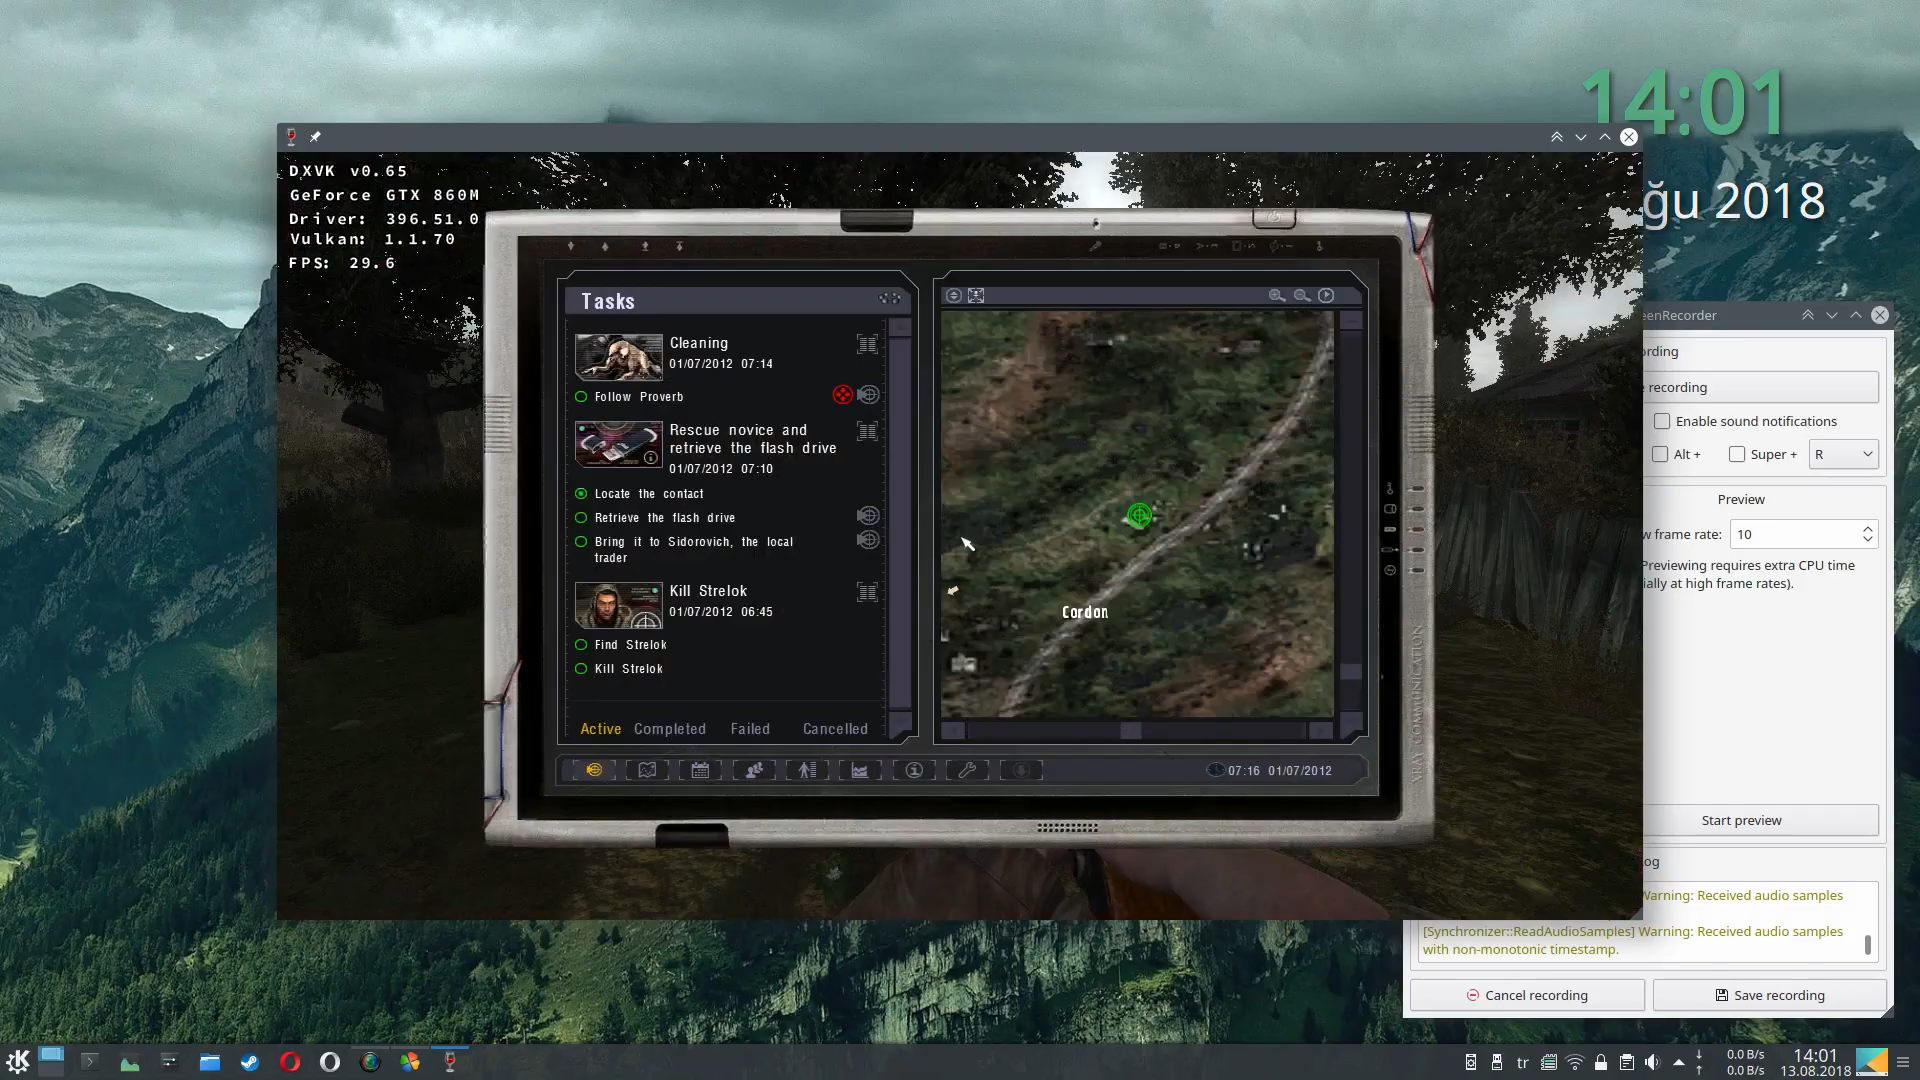 14:01
ğu 2018
DXVK v0.65
GeForce GTX 860M
Driver: 396.51.0
Vulkan: 1.1.70
FPS: 29.6
Tasks
Cleaning
01/07/2012 07:14
Follow Proverb
Rescue novice and
retrieve the flash drive
01/07/2012 07:10
Locate the contact
Retrieve the flash drive
Bring it to Sidorovich, the local
trader
Kill Strelok
01/07/2012 06:45
Find Strelok
Kill Strelok
Active Completed Failed Cancelled
Cordon
07:16 01/07/2012
XRAY COMMUNICATION
eenRecorder
rding
recording
Enable sound notifications
Alt + Super + R
Preview
w frame rate: 10
Previewing requires extra CPU time
ially at high frame rates).
Start preview
og
Warning: Received audio samples
[Synchronizer::ReadAudioSamples] Warning: Received audio samples
with non-monotonic timestamp.
Cancel recording Save recording
tr
0.0 B/s
0.0 B/s
14:01
13.08.2018